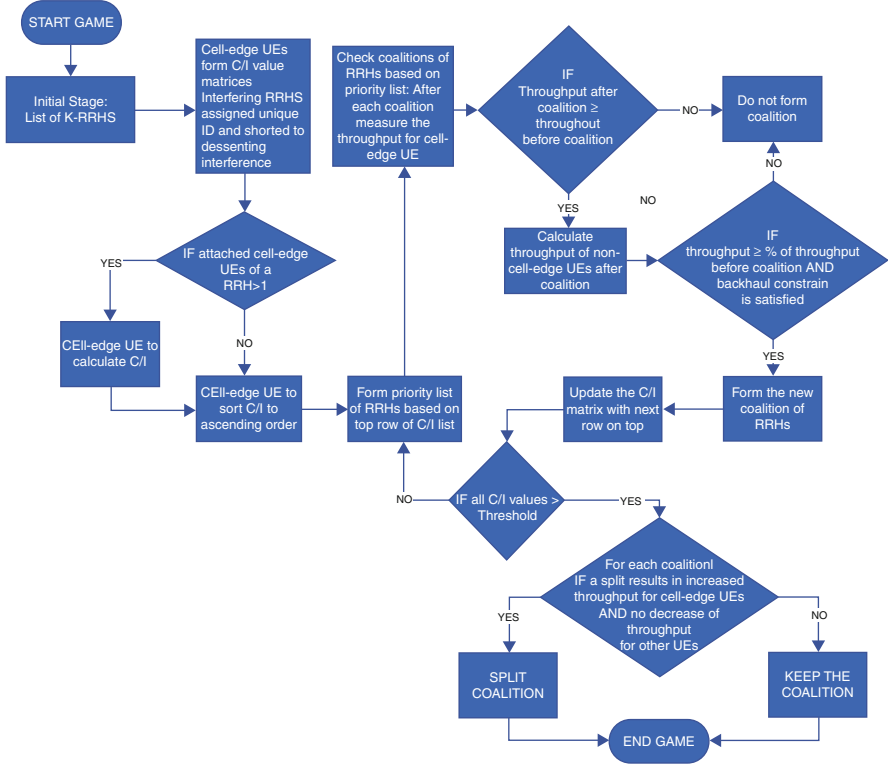 START GAME
Initial Stage:
List of K-RRHS
Cell-edge UEs
form C/I value
matrices
Interfering RRHS
assigned unique
ID and shorted to
dessenting
interference
Check coalitions of
RRHs based on
priority list: After
each coalition
measure the
throughput for cell-
edge UE
IF
Throughput after
coalition ≥
throughout
before coalition
NO
Do not form
coalition
NO
YES
NO
Calculate
throughput of non-
cell-edge UEs after
coalition
IF
throughput ≥ % of throughput
before coalition AND
backhaul constrain
is satisfied
YES
IF attached cell-edge
UEs of a
RRH>1
YES
NO
CEll-edge UE to
calculate C/I
CEll-edge UE to
sort C/I to
ascending order
Form priority list
of RRHs based on
top row of C/I list
Update the C/I
matrix with next
row on top
Form the new
coalition of
RRHs
NO
IF all C/I values >
Threshold
YES
For each coalitionl
IF a split results in increased
throughput for cell-edge UEs
AND no decrease of
throughput
for other UEs
YES
NO
SPLIT
COALITION
KEEP THE
COALITION
END GAME